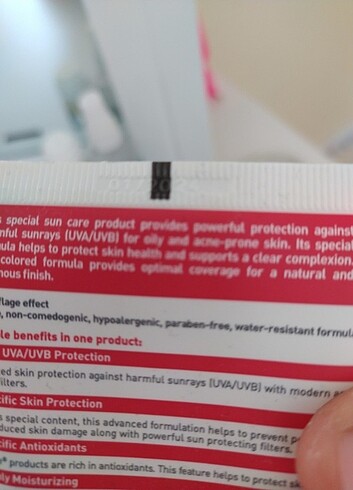 s special sun care product provides powerful protection against
mful sunrays (UVA/UVB) for oily and acne-prone skin. Its special
ula helps to protect skin health and supports a clear complexion.
colored formula provides optimal coverage for a natural and
nous finish.
flage effect
, non-comedogenic, hypoalergenic, paraben-free, water-resistant formula
le benefits in one product:
UVA/UVB Protection
ed skin protection against harmful sunrays (UVA/UVB) with modern
filters.
cific Skin Protection
s special content, this advanced formulation helps to prevent
duced skin damage along with powerful sun protecting filters.
cific Antioxidants
products are rich in antioxidants. This feature helps to protect sk
ly Moisturizing